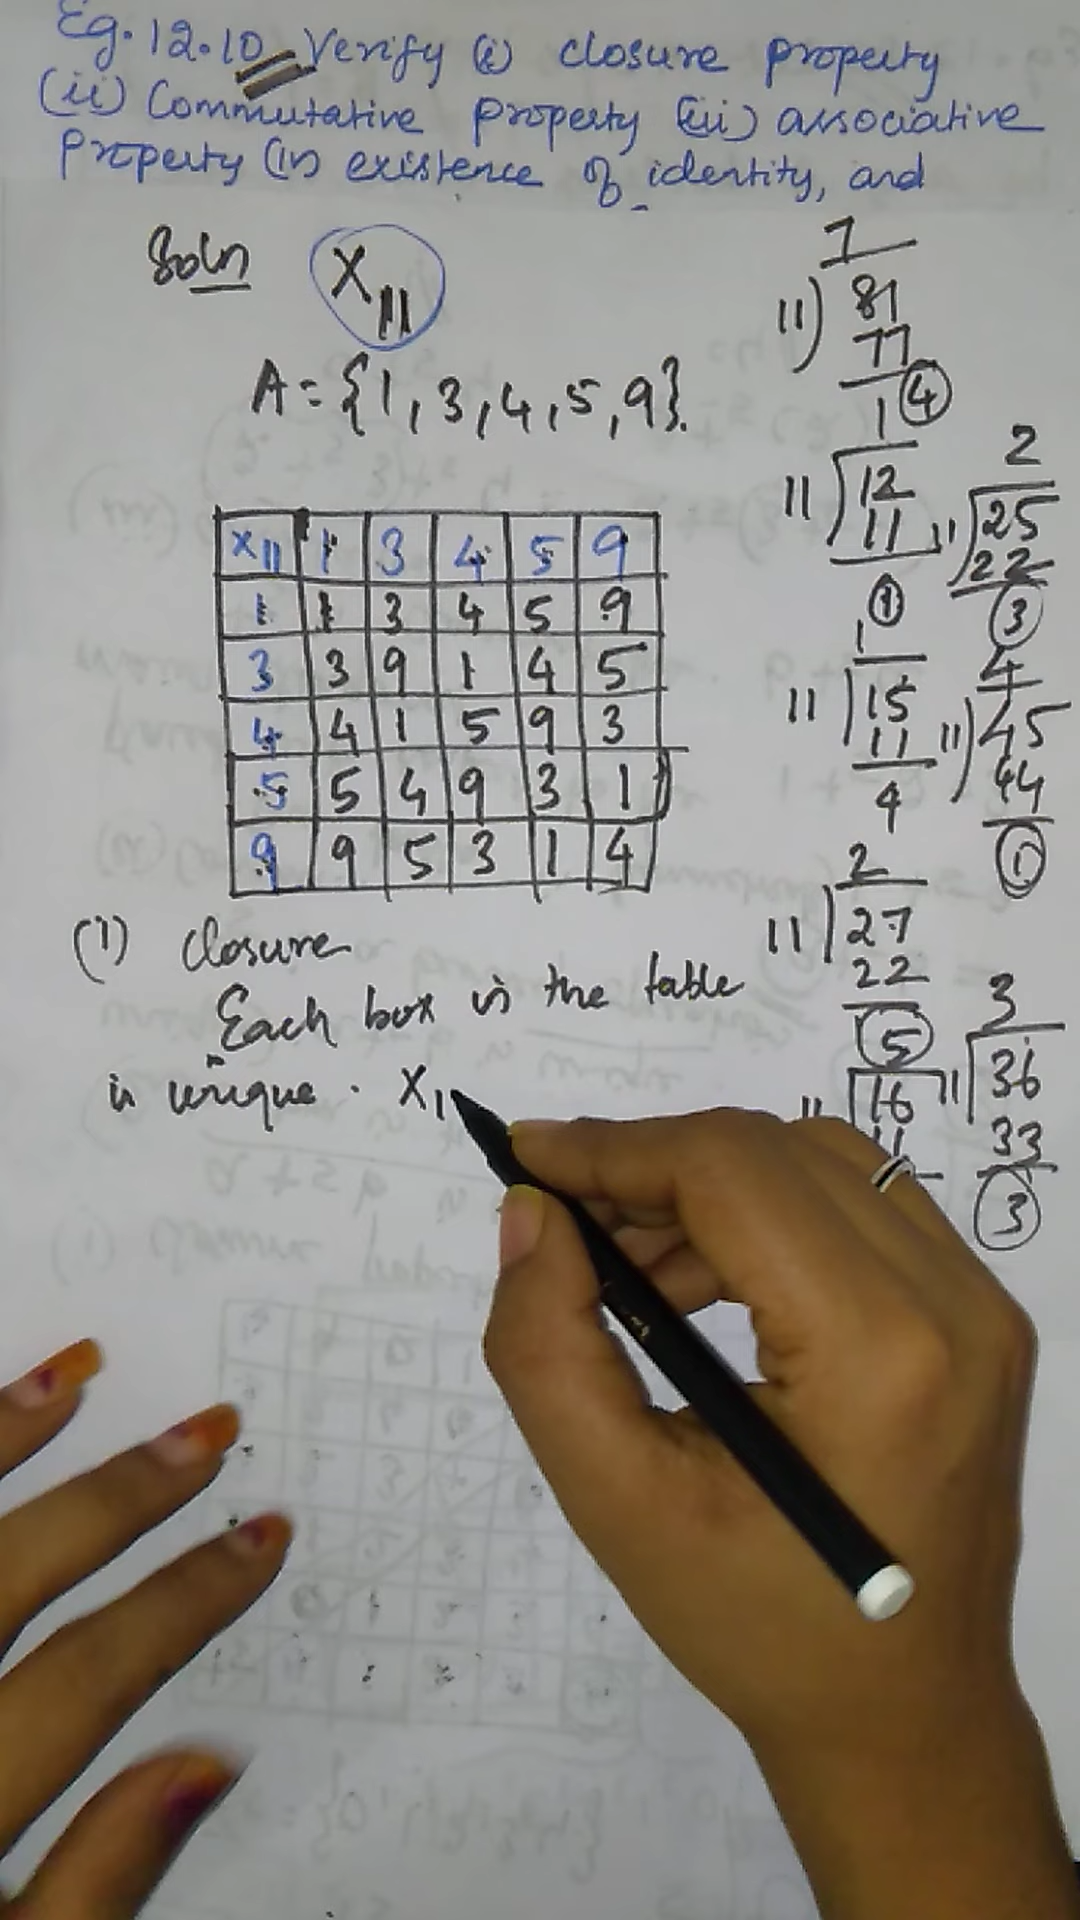 Eg. 12.10 Verify (i) closure property
(ii) Commutative property (iii) associative
Property (iv) existence of identity, and
Soln
X11
A = {1, 3, 4, 5, 9}.
X11 1 3 4 5 9
1 1 3 4 5 9
3 3 9 1 4 5
4 4 1 5 9 3
5 5 4 9 3 1
9 9 5 3 1 4
(i) closure
Each box in the table
is unique. X1
7
11) 81
77
4
1
11) 12
11
1
2
11) 25
22
3
1
11) 15
11
4
4
11) 45
44
1
2
11) 27
22
5
11 16
11
3
11 36
33
3